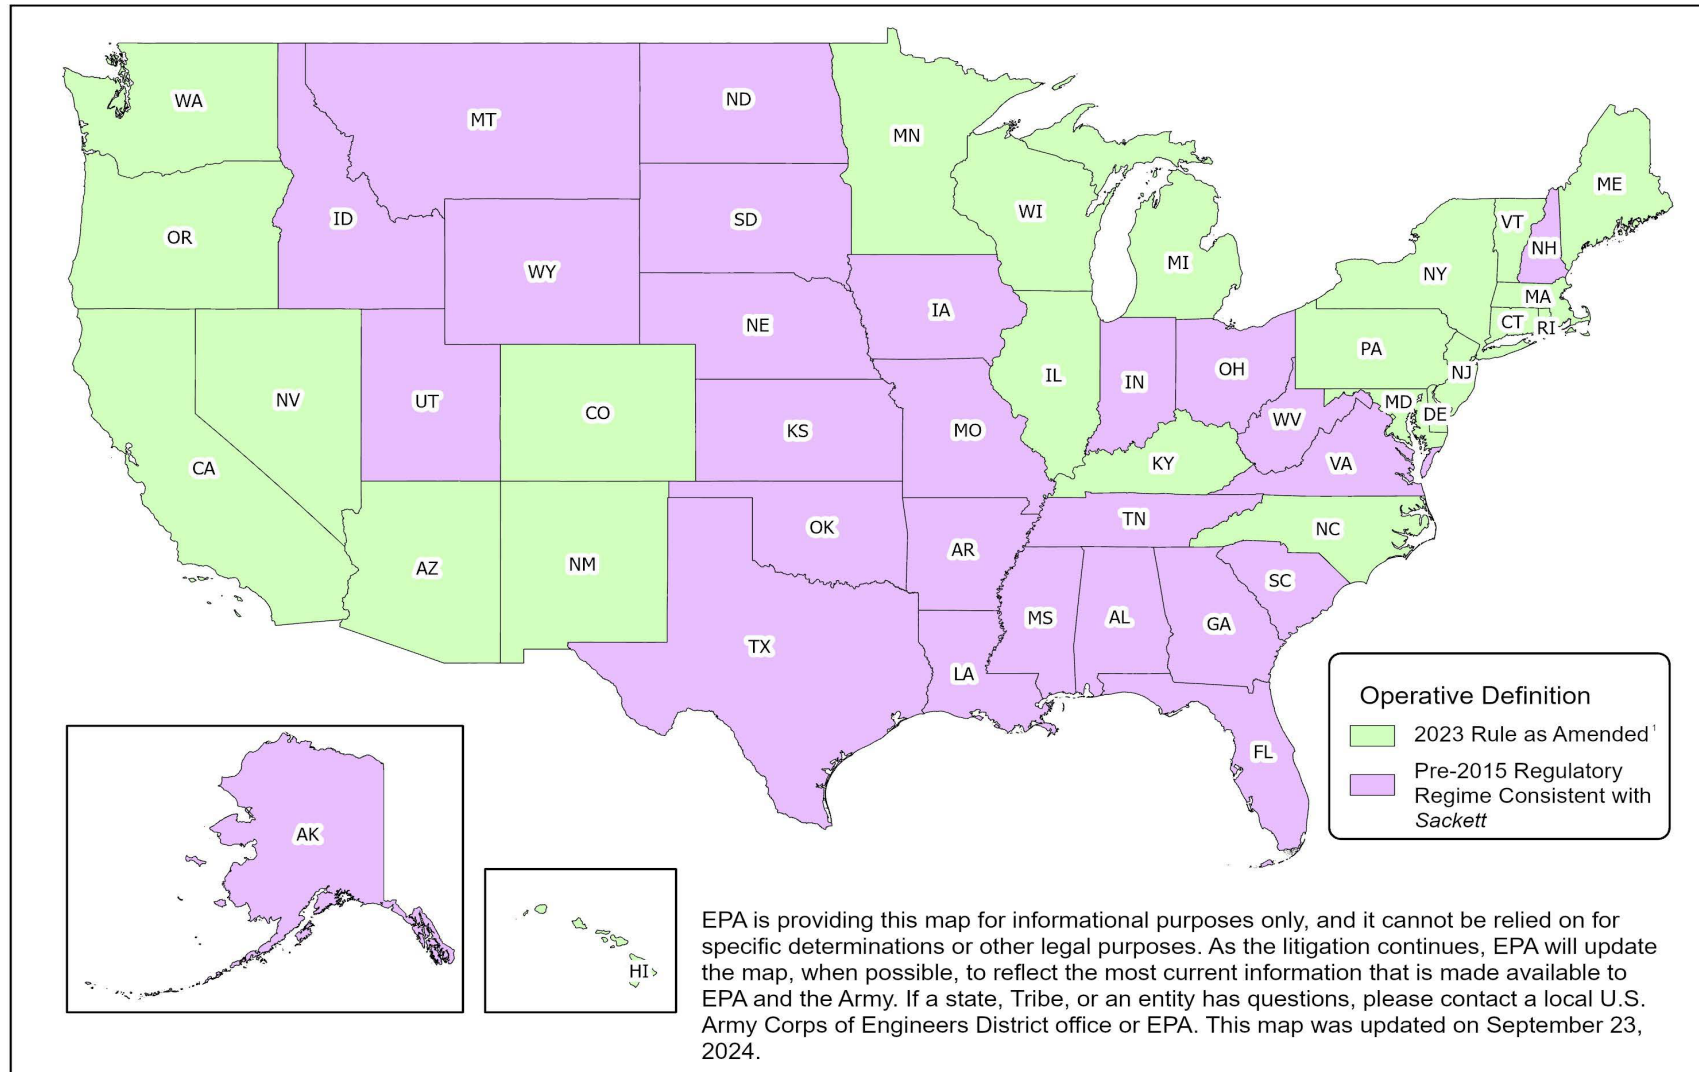 WA
MT
ND
MN
ME
OR
ID
SD
WI
VT
NH
WY
MI
NY
MA
IA
CT
RI
NE
PA
NV
UT
CO
IL
IN
OH
NJ
KS
MO
WV
MD
DE
CA
KY
VA
OK
TN
NC
AZ
NM
AR
SC
MS
AL
GA
TX
LA
FL
AK
HI
Operative Definition
2023 Rule as Amended¹
Pre-2015 Regulatory
Regime Consistent with
Sackett
EPA is providing this map for informational purposes only, and it cannot be relied on for
specific determinations or other legal purposes. As the litigation continues, EPA will update
the map, when possible, to reflect the most current information that is made available to
EPA and the Army. If a state, Tribe, or an entity has questions, please contact a local U.S.
Army Corps of Engineers District office or EPA. This map was updated on September 23,
2024.